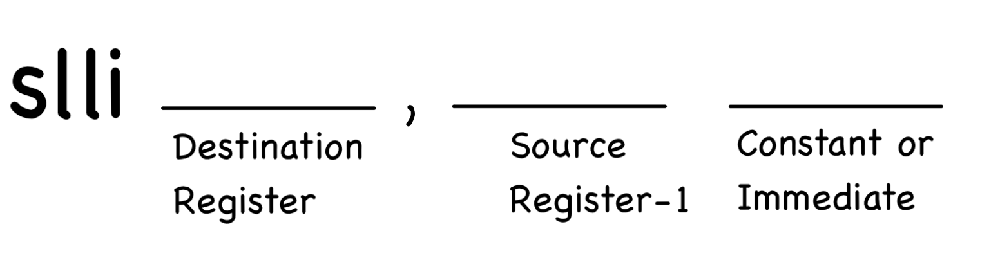 slli ________ , ________ ________
Destination Source Constant or
Register Register-1 Immediate